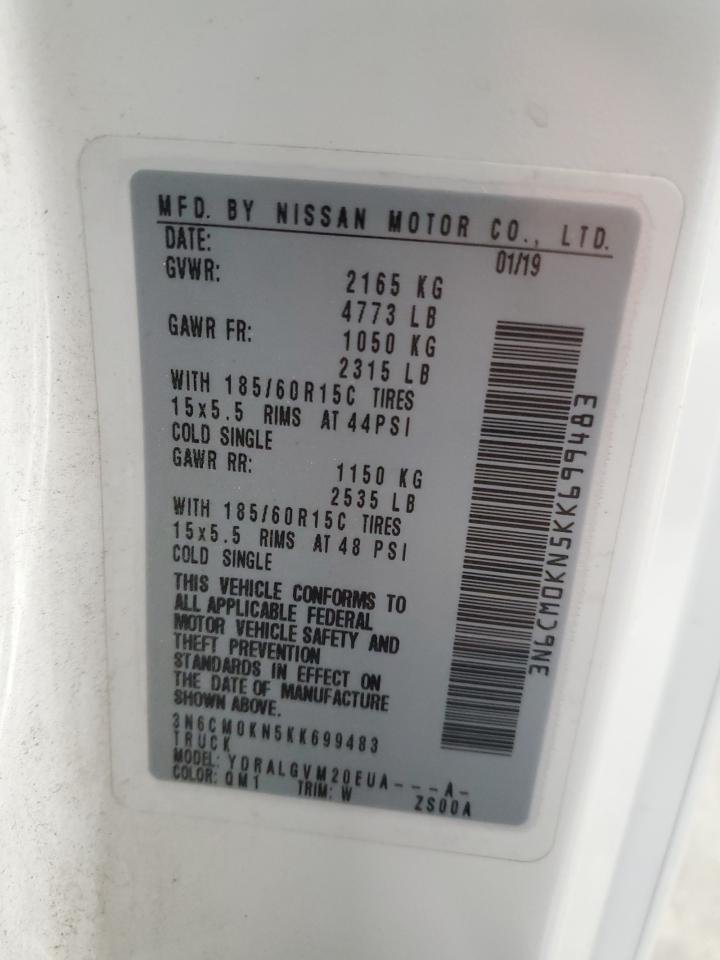 MFD. BY NISSAN MOTOR CO., LTD.
DATE: 01/19
GVWR: 2165 KG
4773 LB
GAWR FR: 1050 KG
2315 LB
WITH 185/60R15C TIRES
15x5.5 RIMS AT 44PSI
COLD SINGLE
GAWR RR: 1150 KG
2535 LB
WITH 185/60R15C TIRES
15x5.5 RIMS AT 48 PSI
COLD SINGLE
THIS VEHICLE CONFORMS TO
ALL APPLICABLE FEDERAL
MOTOR VEHICLE SAFETY AND
THEFT PREVENTION
STANDARDS IN EFFECT ON
THE DATE OF MANUFACTURE
SHOWN ABOVE.
3N6CM0KN5KK699483
TRUCK
MODEL: YDRALGVM20EUA----A-
COLOR: QM1 TRIM: W ZS00A
3N6CM0KN5KK699483